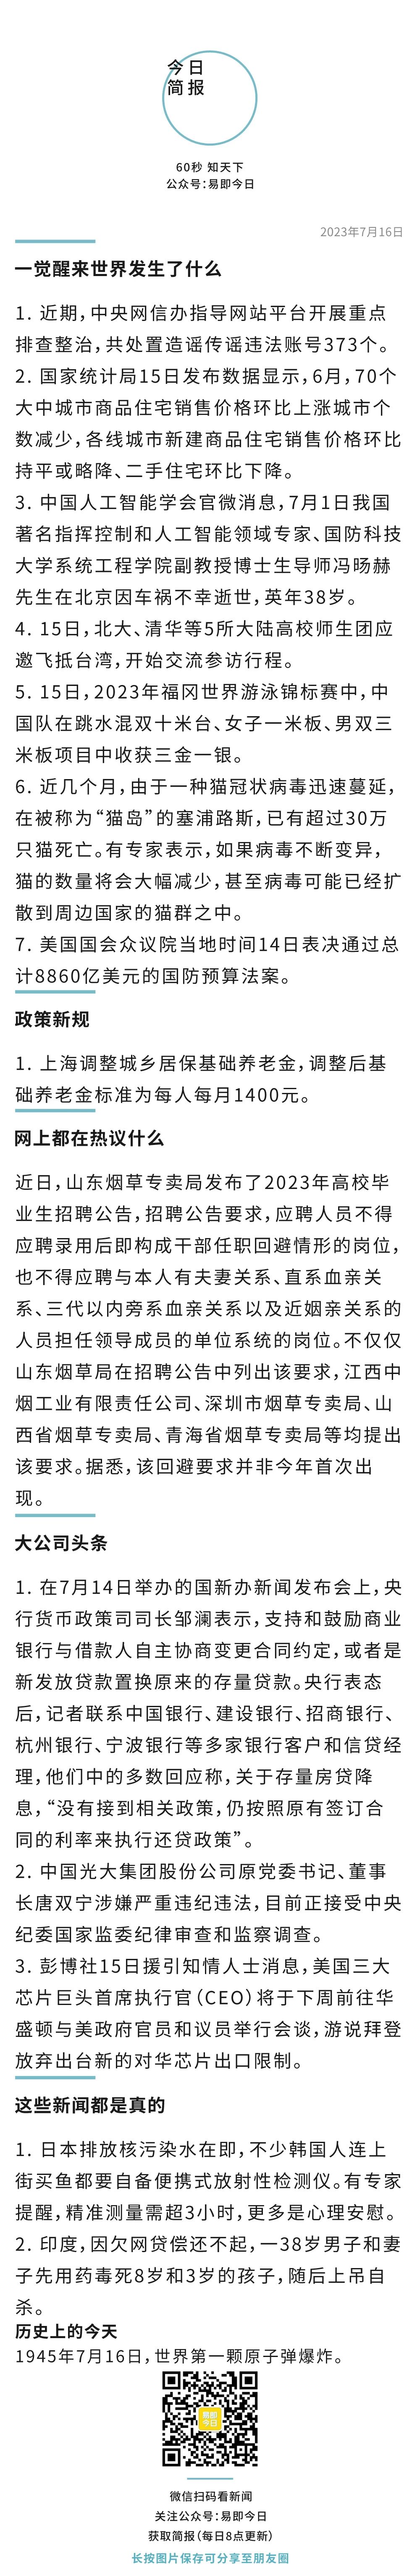 今日
简报
60秒 知天下
公众号：易即今日
2023年7月16日
一觉醒来世界发生了什么
1. 近期，中央网信办指导网站平台开展重点
排查整治，共处置造谣传谣违法账号373个。
2. 国家统计局15日发布数据显示，6月，70个
大中城市商品住宅销售价格环比上涨城市个
数减少，各线城市新建商品住宅销售价格环比
持平或略降、二手住宅环比下降。
3. 中国人工智能学会官微消息，7月1日我国
著名指挥控制和人工智能领域专家、国防科技
大学系统工程学院副教授博士生导师冯旸赫
先生在北京因车祸不幸逝世，英年38岁。
4. 15日，北大、清华等5所大陆高校师生团应
邀飞抵台湾，开始交流参访行程。
5. 15日，2023年福冈世界游泳锦标赛中，中
国队在跳水混双十米台、女子一米板、男双三
米板项目中收获三金一银。
6. 近几个月，由于一种猫冠状病毒迅速蔓延，
在被称为“猫岛”的塞浦路斯，已有超过30万
只猫死亡。有专家表示，如果病毒不断变异，
猫的数量将会大幅减少，甚至病毒可能已经扩
散到周边国家的猫群之中。
7. 美国国会众议院当地时间14日表决通过总
计8860亿美元的国防预算法案。
政策新规
1. 上海调整城乡居保基础养老金，调整后基
础养老金标准为每人每月1400元。
网上都在热议什么
近日，山东烟草专卖局发布了2023年高校毕
业生招聘公告，招聘公告要求，应聘人员不得
应聘录用后即构成干部任职回避情形的岗位，
也不得应聘与本人有夫妻关系、直系血亲关
系、三代以内旁系血亲关系以及近姻亲关系的
人员担任领导成员的单位系统的岗位。不仅仅
山东烟草局在招聘公告中列出该要求，江西中
烟工业有限责任公司、深圳市烟草专卖局、山
西省烟草专卖局、青海省烟草专卖局等均提出
该要求。据悉，该回避要求并非今年首次出
现。
大公司头条
1. 在7月14日举办的国新办新闻发布会上，央
行货币政策司司长邹澜表示，支持和鼓励商业
银行与借款人自主协商变更合同约定，或者是
新发放贷款置换原来的存量贷款。央行表态
后，记者联系中国银行、建设银行、招商银行、
杭州银行、宁波银行等多家银行客户和信贷经
理，他们中的多数回应称，关于存量房贷降
息，“没有接到相关政策，仍按照原有签订合
同的利率来执行还贷政策”。
2. 中国光大集团股份公司原党委书记、董事
长唐双宁涉嫌严重违纪违法，目前正接受中央
纪委国家监委纪律审查和监察调查。
3. 彭博社15日援引知情人士消息，美国三大
芯片巨头首席执行官（CEO）将于下周前往华
盛顿与美政府官员和议员举行会谈，游说拜登
放弃出台新的对华芯片出口限制。
这些新闻都是真的
1. 日本排放核污染水在即，不少韩国人连上
街买鱼都要自备便携式放射性检测仪。有专家
提醒，精准测量需超3小时，更多是心理安慰。
2. 印度，因欠网贷偿还不起，一38岁男子和妻
子先用药毒死8岁和3岁的孩子，随后上吊自
杀。
历史上的今天
1945年7月16日，世界第一颗原子弹爆炸。
易即
今日
微信扫码看新闻
关注公众号：易即今日
获取简报（每日8点更新）
长按图片保存可分享至朋友圈